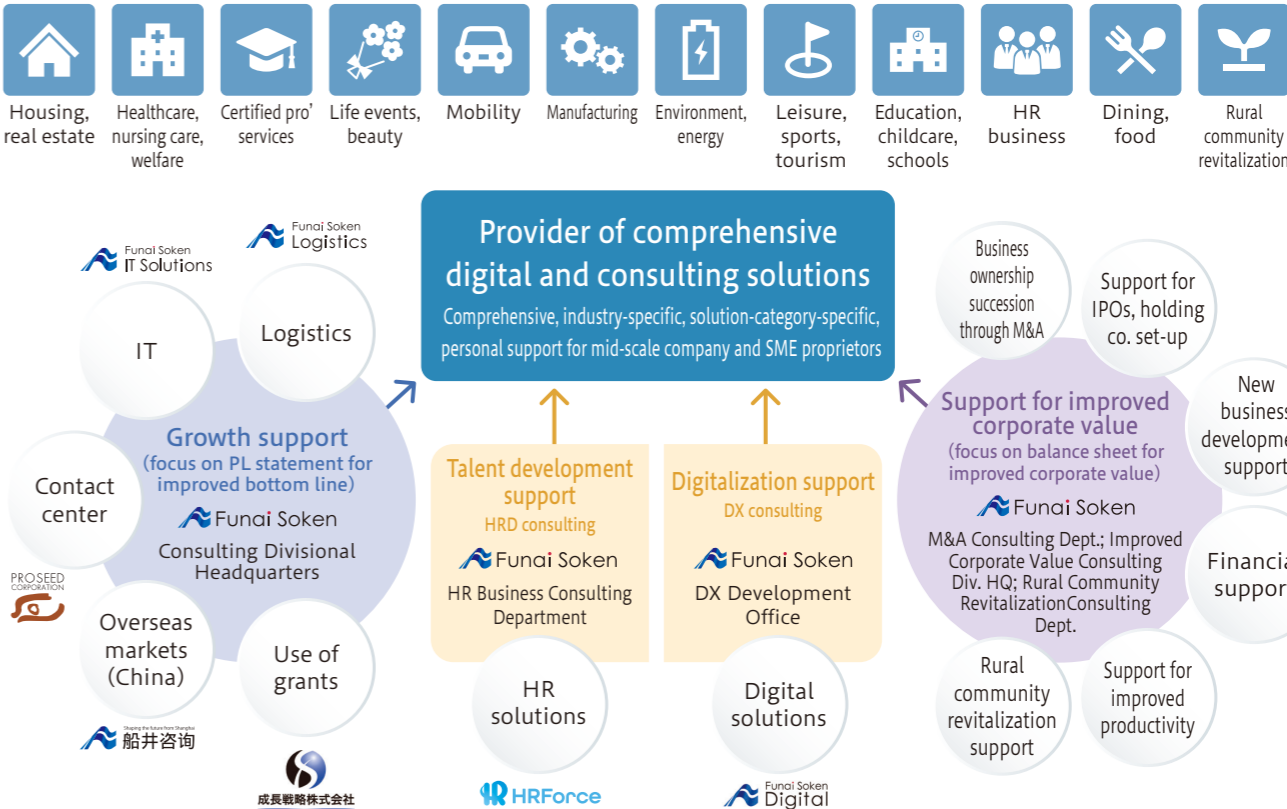 Housing,
real estate
Healthcare,
nursing care,
welfare
Certified pro'
services
Life events,
beauty
Mobility
Manufacturing
Environment,
energy
Leisure,
sports,
tourism
Education,
childcare,
schools
HR
business
Dining,
food
Rural
community
revitalization
Provider of comprehensive
digital and consulting solutions
Comprehensive, industry-specific, solution-category-specific,
personal support for mid-scale company and SME proprietors
Funai Soken
IT Solutions
Funai Soken
Logistics
IT
Logistics
Growth support
(focus on PL statement for
improved bottom line)
Funai Soken
Consulting Divisional
Headquarters
Contact
center
PROSEED
CORPORATION
Overseas
markets
(China)
Shaping the future from Shanghai
船井咨询
Use of
grants
成長戦略株式会社
Talent development
support
HRD consulting
Funai Soken
HR Business Consulting
Department
HR
solutions
HRForce
Digitalization support
DX consulting
Funai Soken
DX Development
Office
Digital
solutions
Funai Soken
Digital
Business
ownership
succession
through M&A
Support for
IPOs, holding
co. set-up
New
business
developme
support
Support for improved
corporate value
(focus on balance sheet for
improved corporate value)
Funai Soken
M&A Consulting Dept.; Improved
Corporate Value Consulting
Div. HQ; Rural Community
RevitalizationConsulting
Dept.
Financia
support
Rural
community
revitalization
support
Support for
improved
productivity